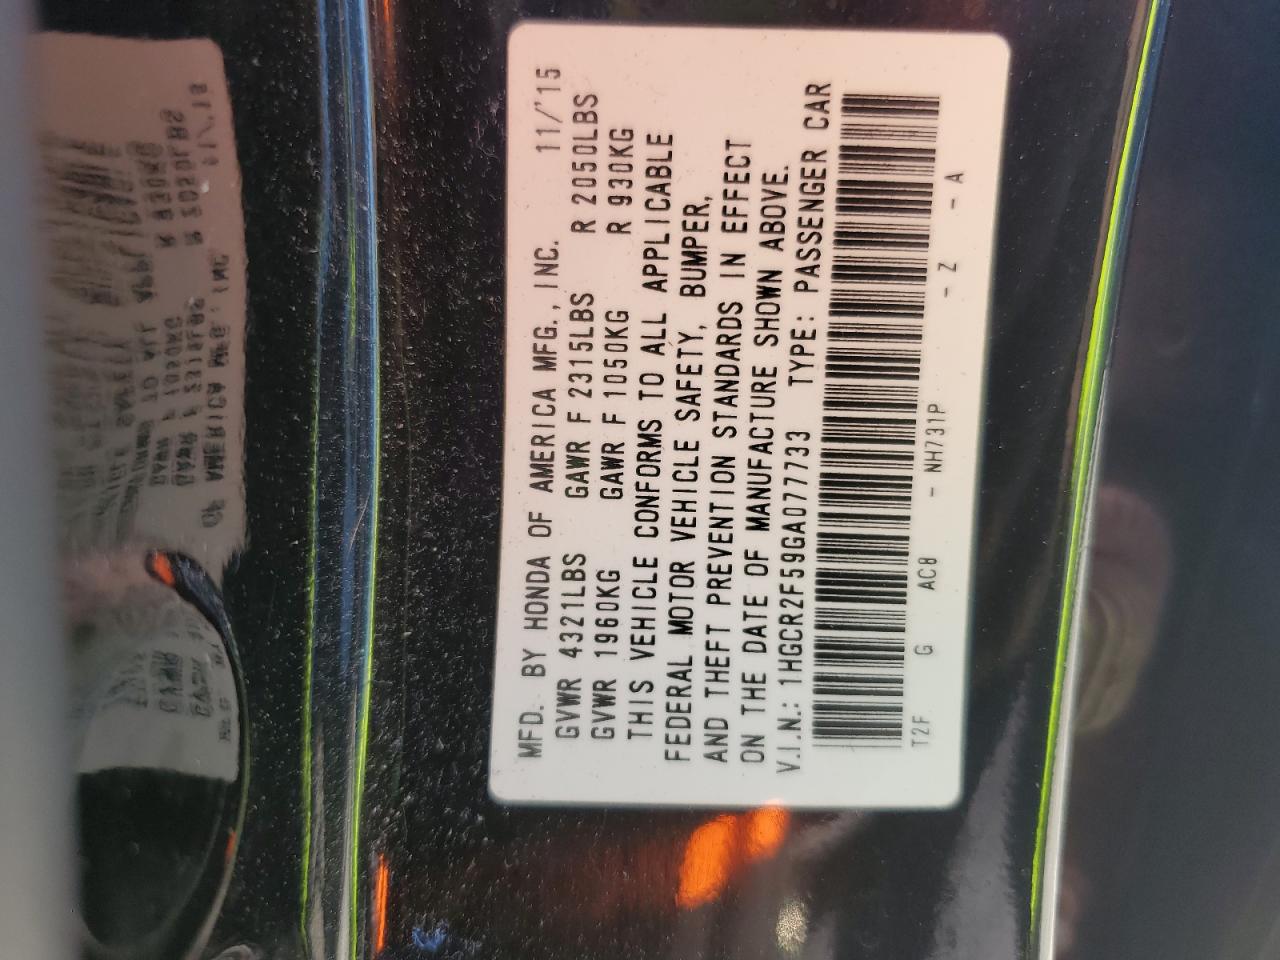 MFD. BY HONDA OF AMERICA MFG., INC. 11/'15
GVWR 4321LBS GAWR F 2315LBS R 2050LBS
GVWR 1960KG GAWR F 1050KG R 930KG
THIS VEHICLE CONFORMS TO ALL APPLICABLE
FEDERAL MOTOR VEHICLE SAFETY, BUMPER,
AND THEFT PREVENTION STANDARDS IN EFFECT
ON THE DATE OF MANUFACTURE SHOWN ABOVE.
V.I.N.: 1HGCR2F59GA077733 TYPE: PASSENGER CAR
T2F G AC8 - NH731P - Z - A